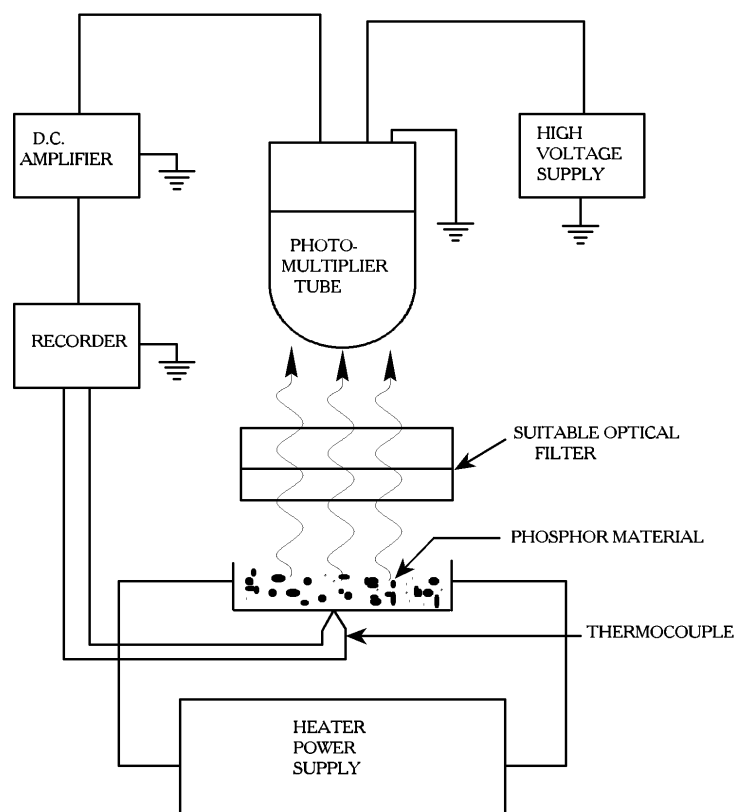 D.C.
AMPLIFIER
HIGH
VOLTAGE
SUPPLY
PHOTO-
MULTIPLIER
TUBE
RECORDER
SUITABLE OPTICAL
FILTER
PHOSPHOR MATERIAL
THERMOCOUPLE
HEATER
POWER
SUPPLY